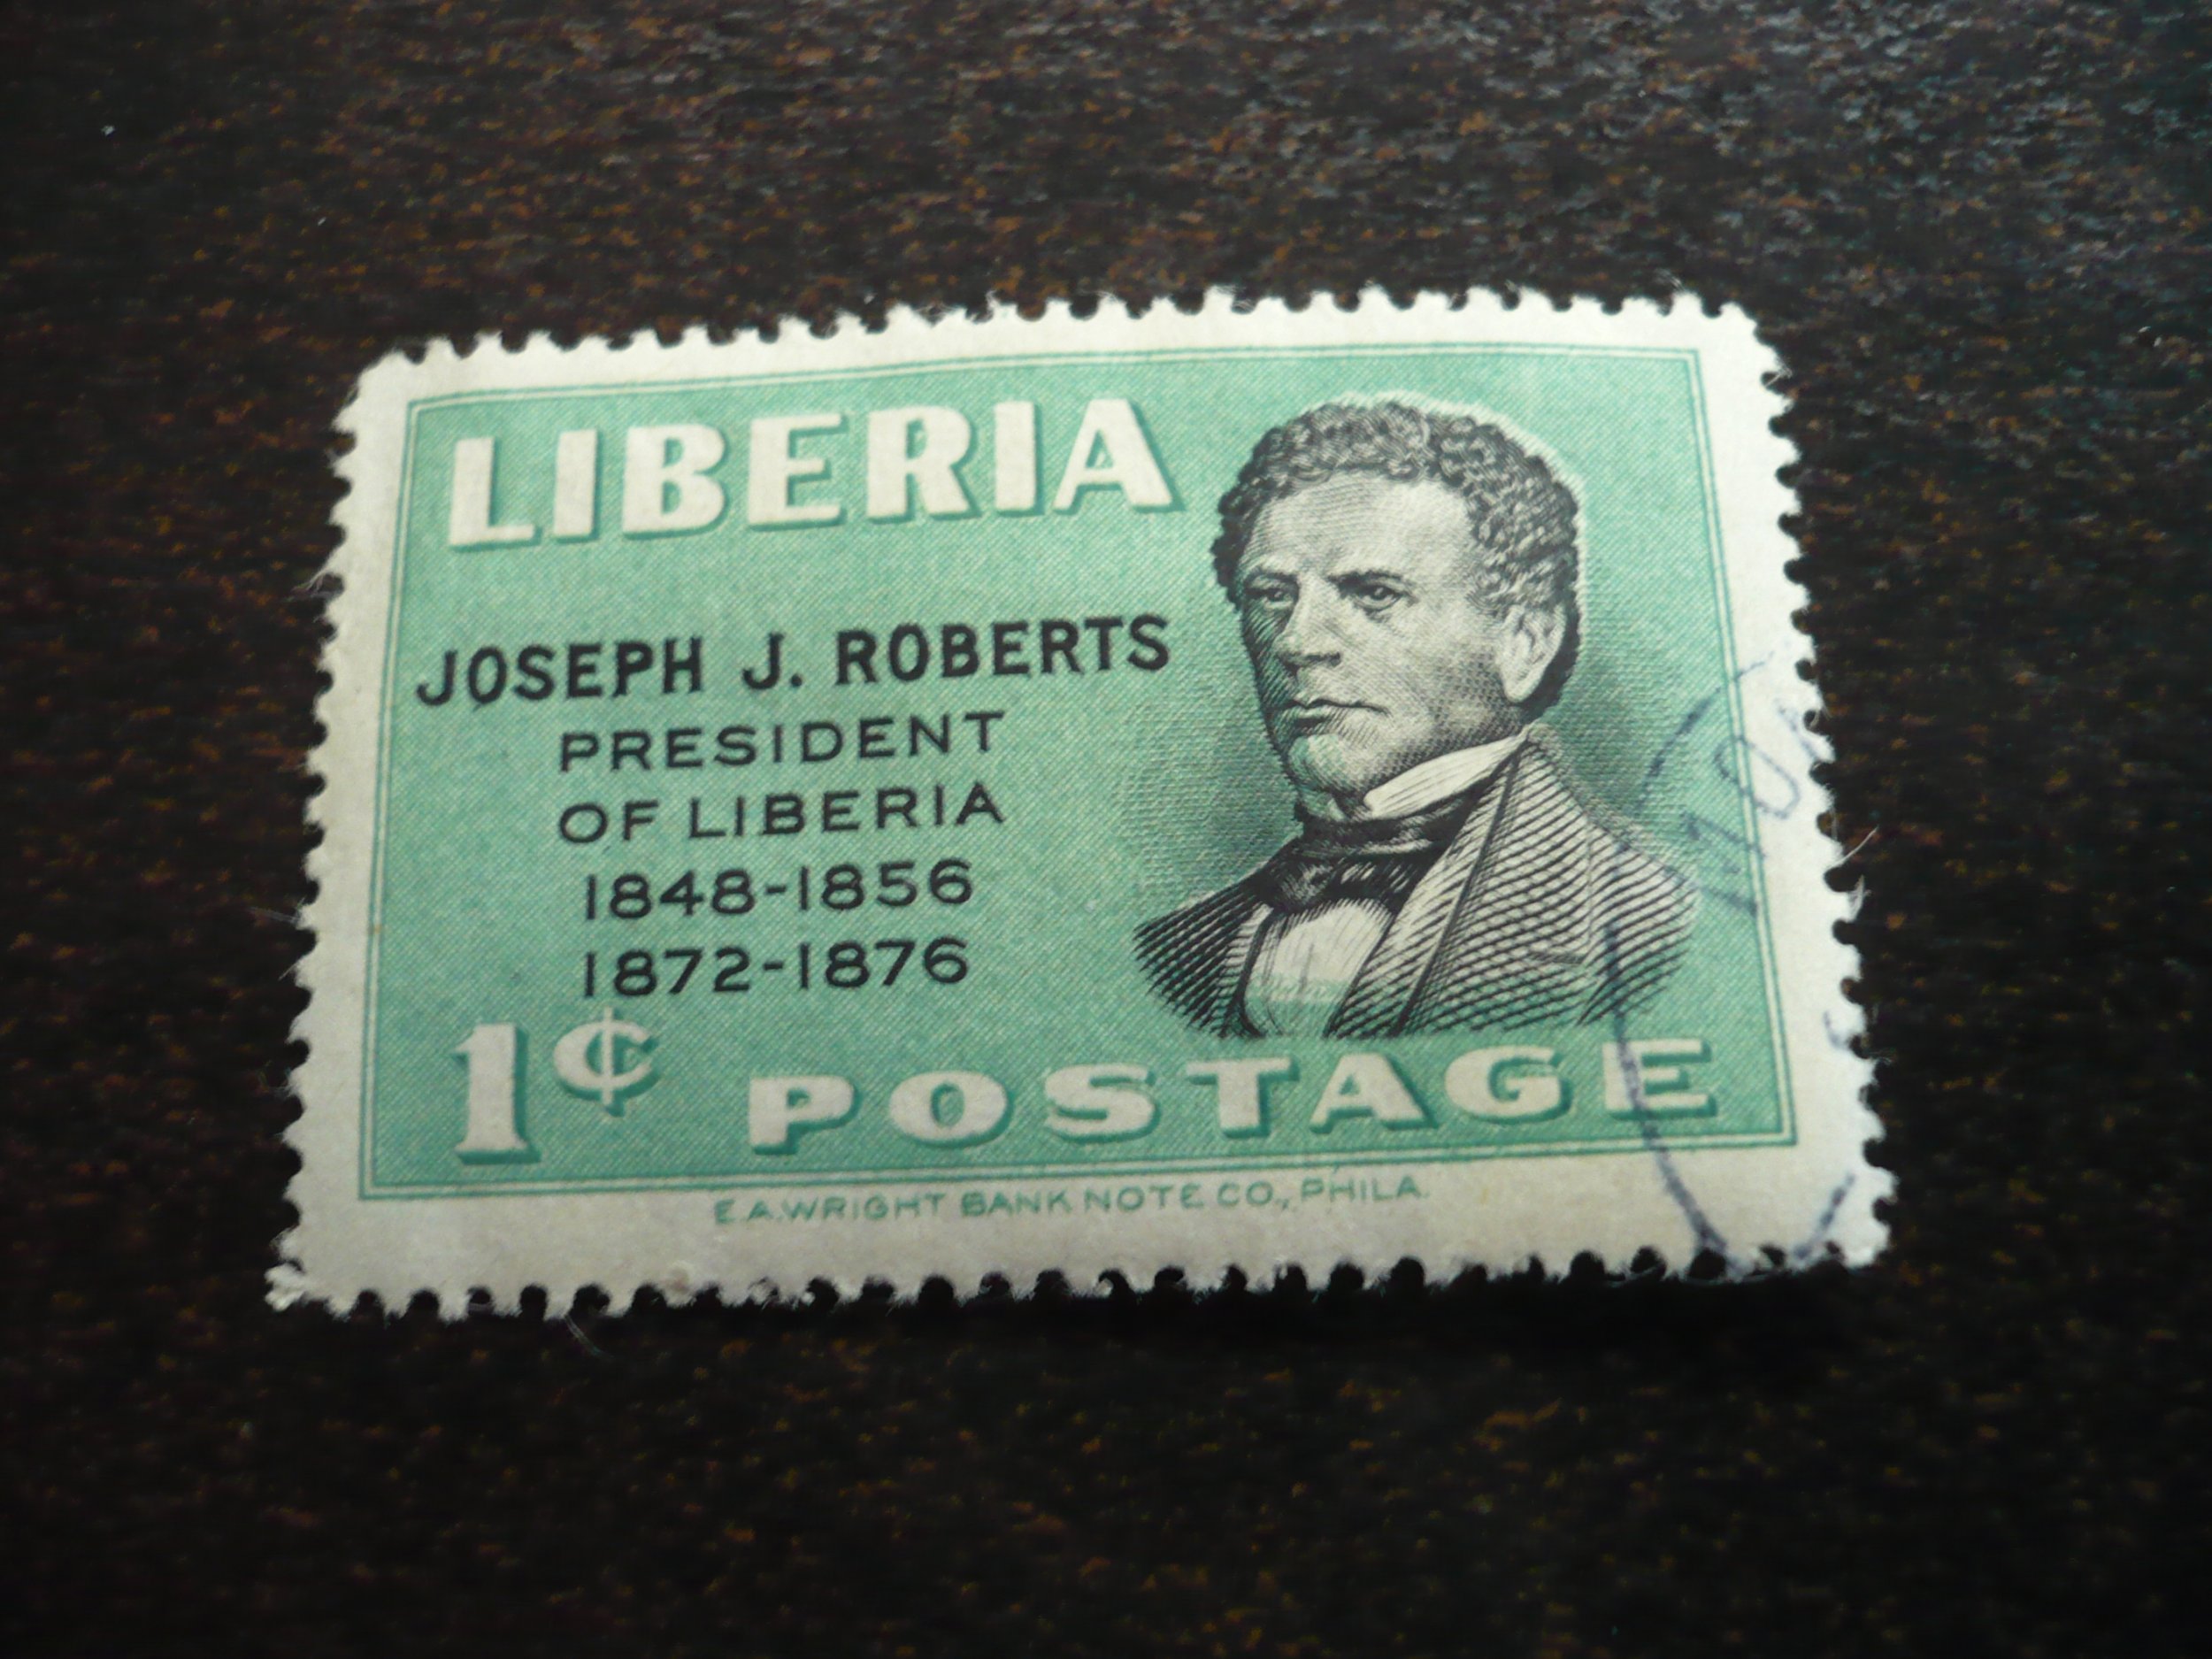 LIBERIA
JOSEPH J. ROBERTS
PRESIDENT
OF LIBERIA
1848-1856
1872-1876
1¢ POSTAGE
E.A. WRIGHT BANK NOTE CO., PHILA.